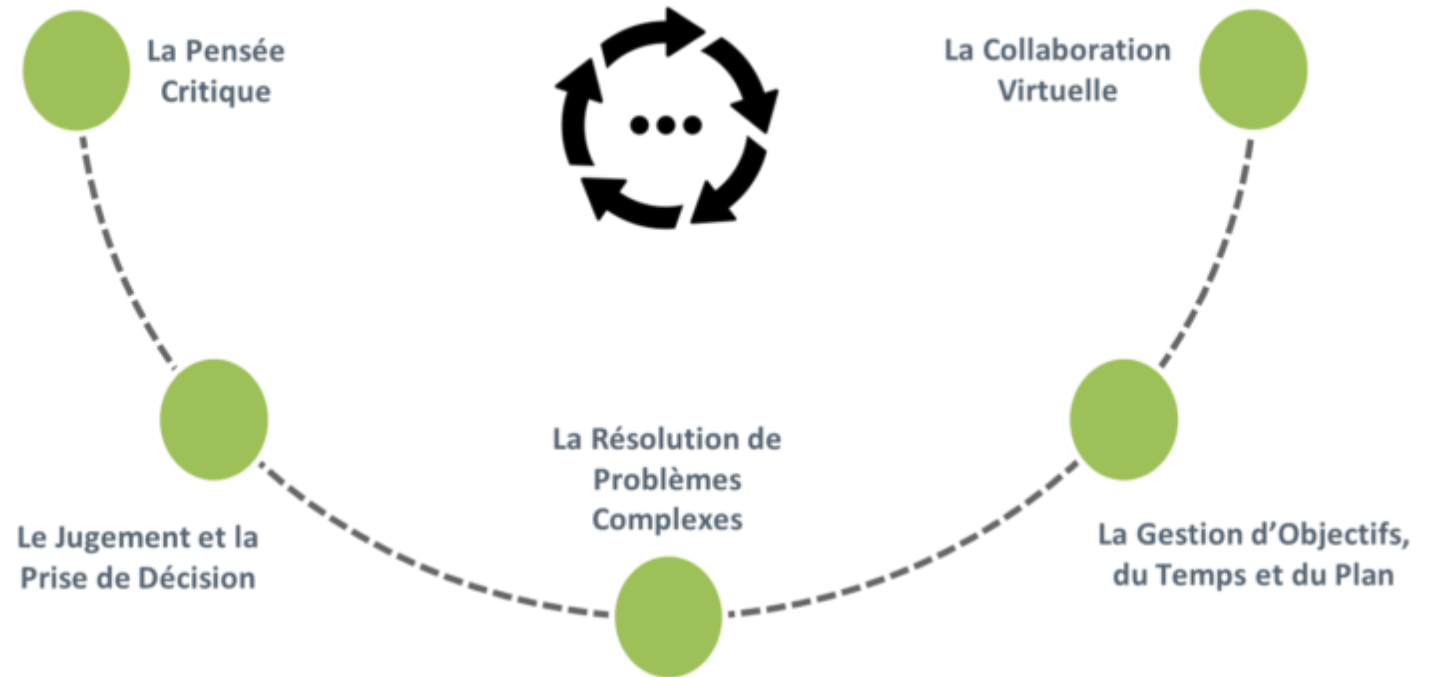 La Pensée
Critique
La Collaboration
Virtuelle
La Résolution de
Problèmes
Complexes
Le Jugement et la
Prise de Décision
La Gestion d’Objectifs,
du Temps et du Plan